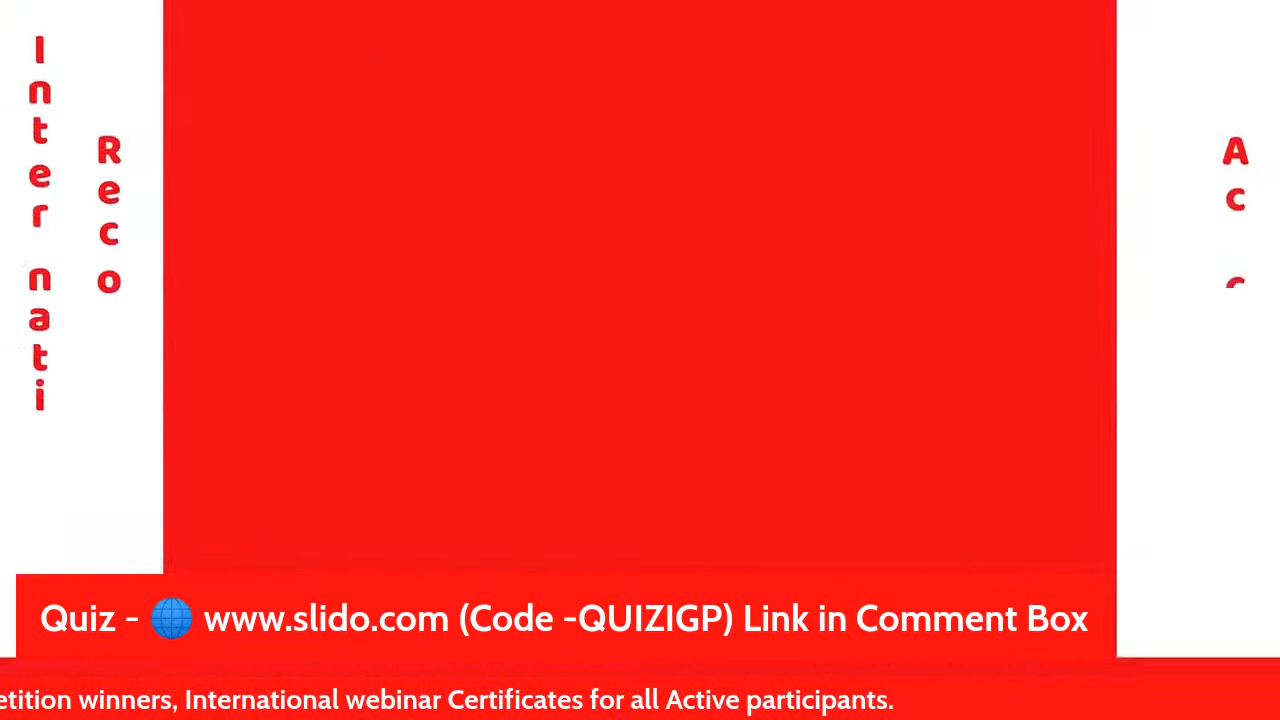 Inter nati
Reco
Ac
Quiz - 🌐 www.slido.com (Code -QUIZIGP) Link in Comment Box
winners, International webinar Certificates for all Active participants.